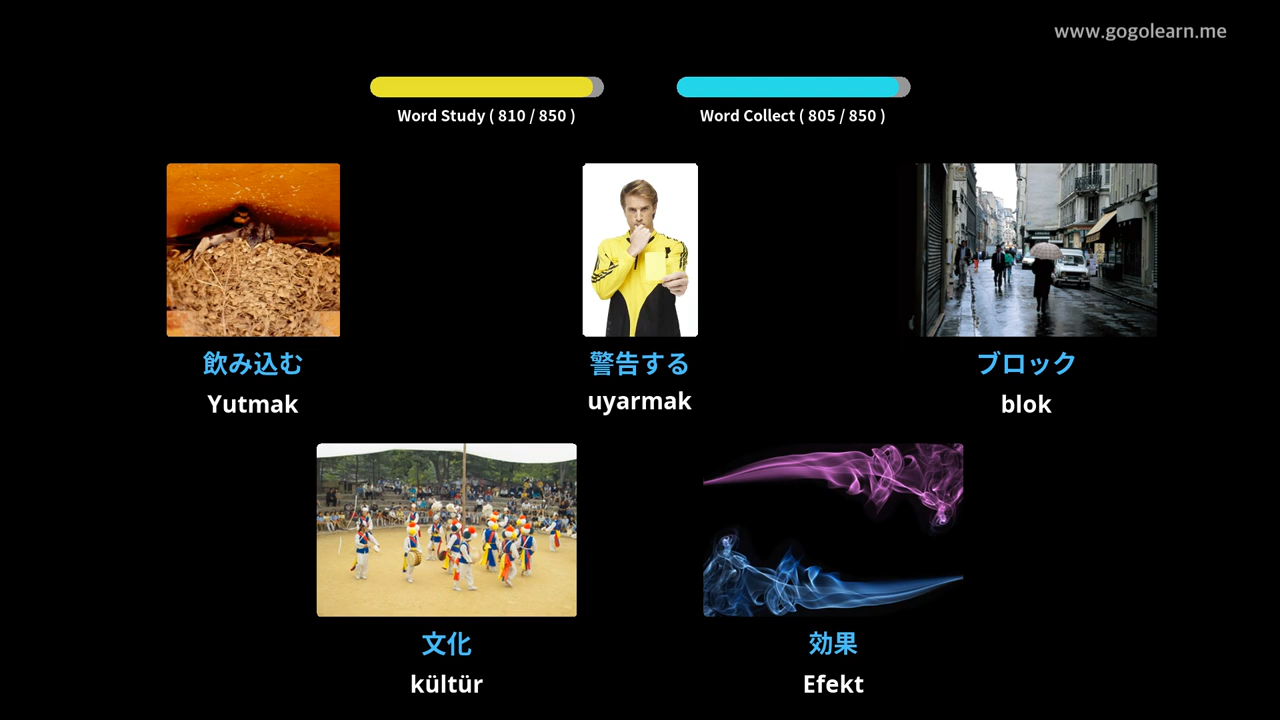 www.gogolearn.me
Word Study ( 810 / 850 )
Word Collect ( 805 / 850 )
飲み込む
Yutmak
警告する
uyarmak
ブロック
blok
文化
kültür
効果
Efekt